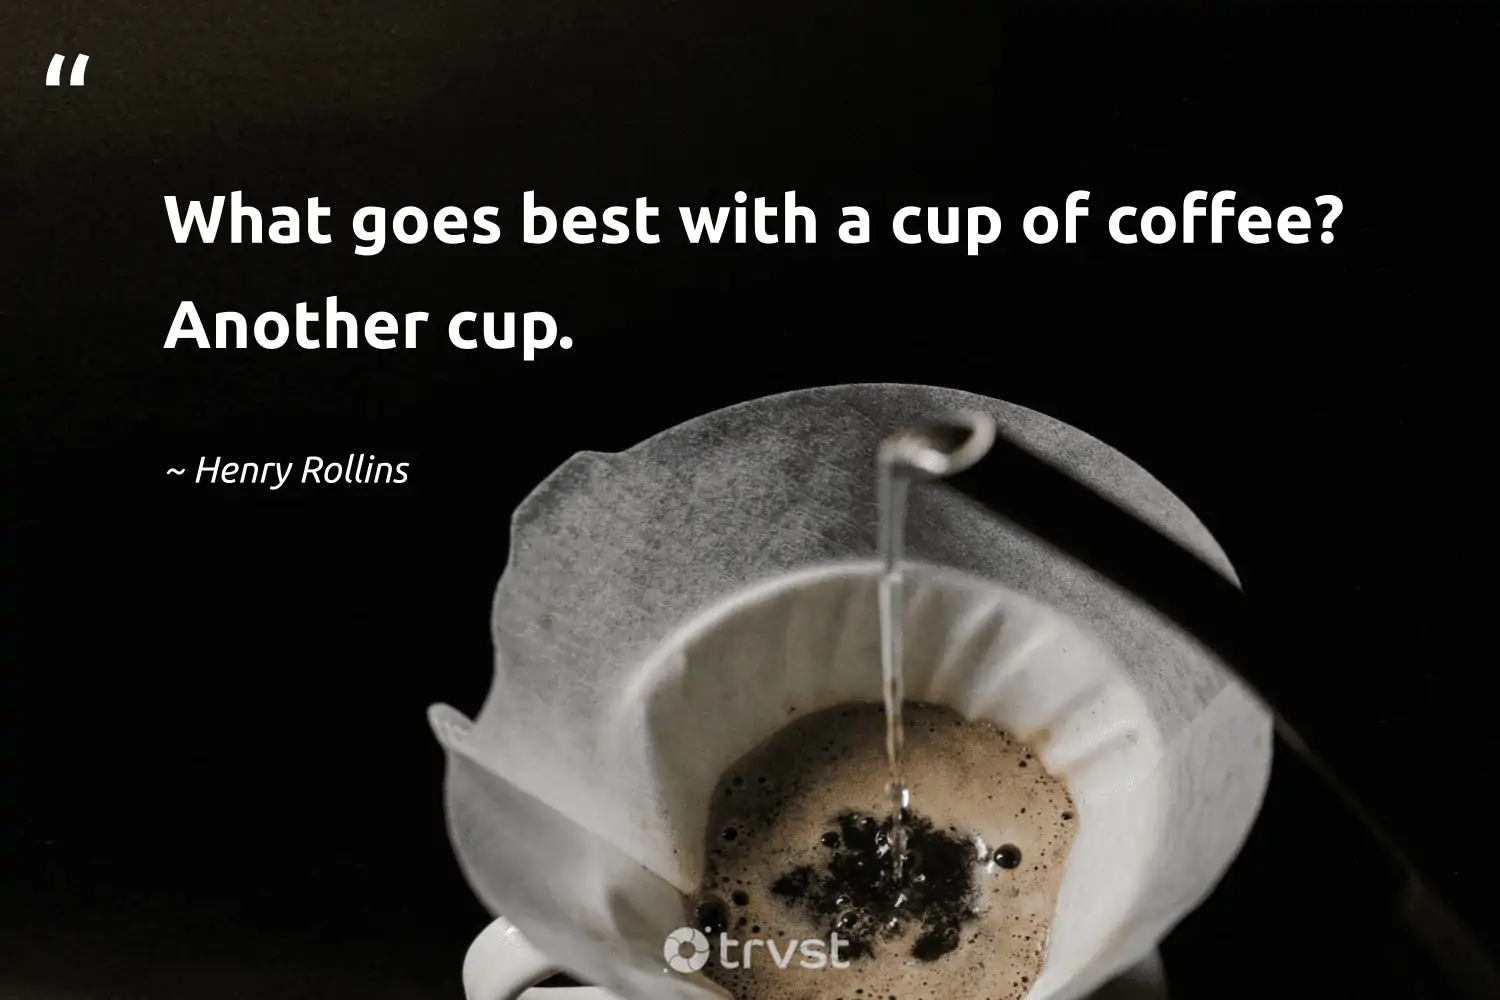 “
What goes best with a cup of coffee?
Another cup.
~ Henry Rollins
trvst